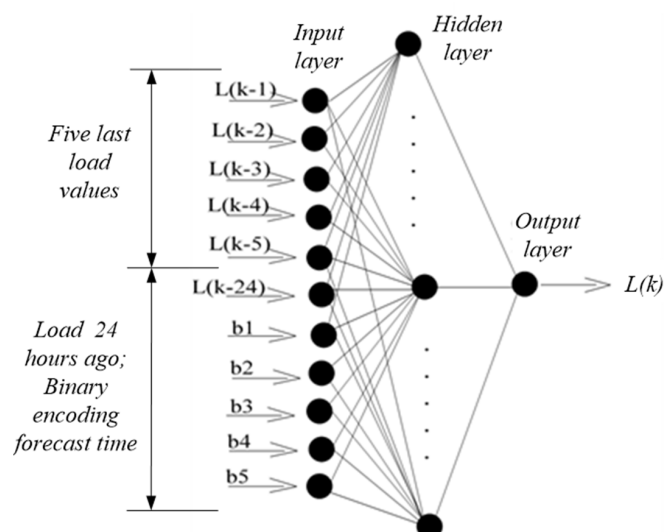 Hidden
layer
Input
layer
L(k-1)
L(k-2)
L(k-3)
L(k-4)
L(k-5)
L(k-24)
b1
b2
b3
b4
b5
Five last
load
values
Load 24
hours ago;
Binary
encoding
forecast time
Output
layer
L(k)